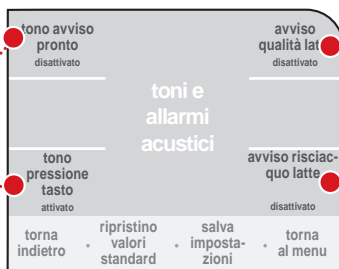 tono avviso
pronto
disattivato
avviso
qualità
disattivato
toni e
allarmi
acustici
tono
pressione
tasto
attivato
avviso risciac-
quo latte
disattivato
torna
indietro
ripristino
valori
standard
salva
imposta-
zioni
torna
al menu